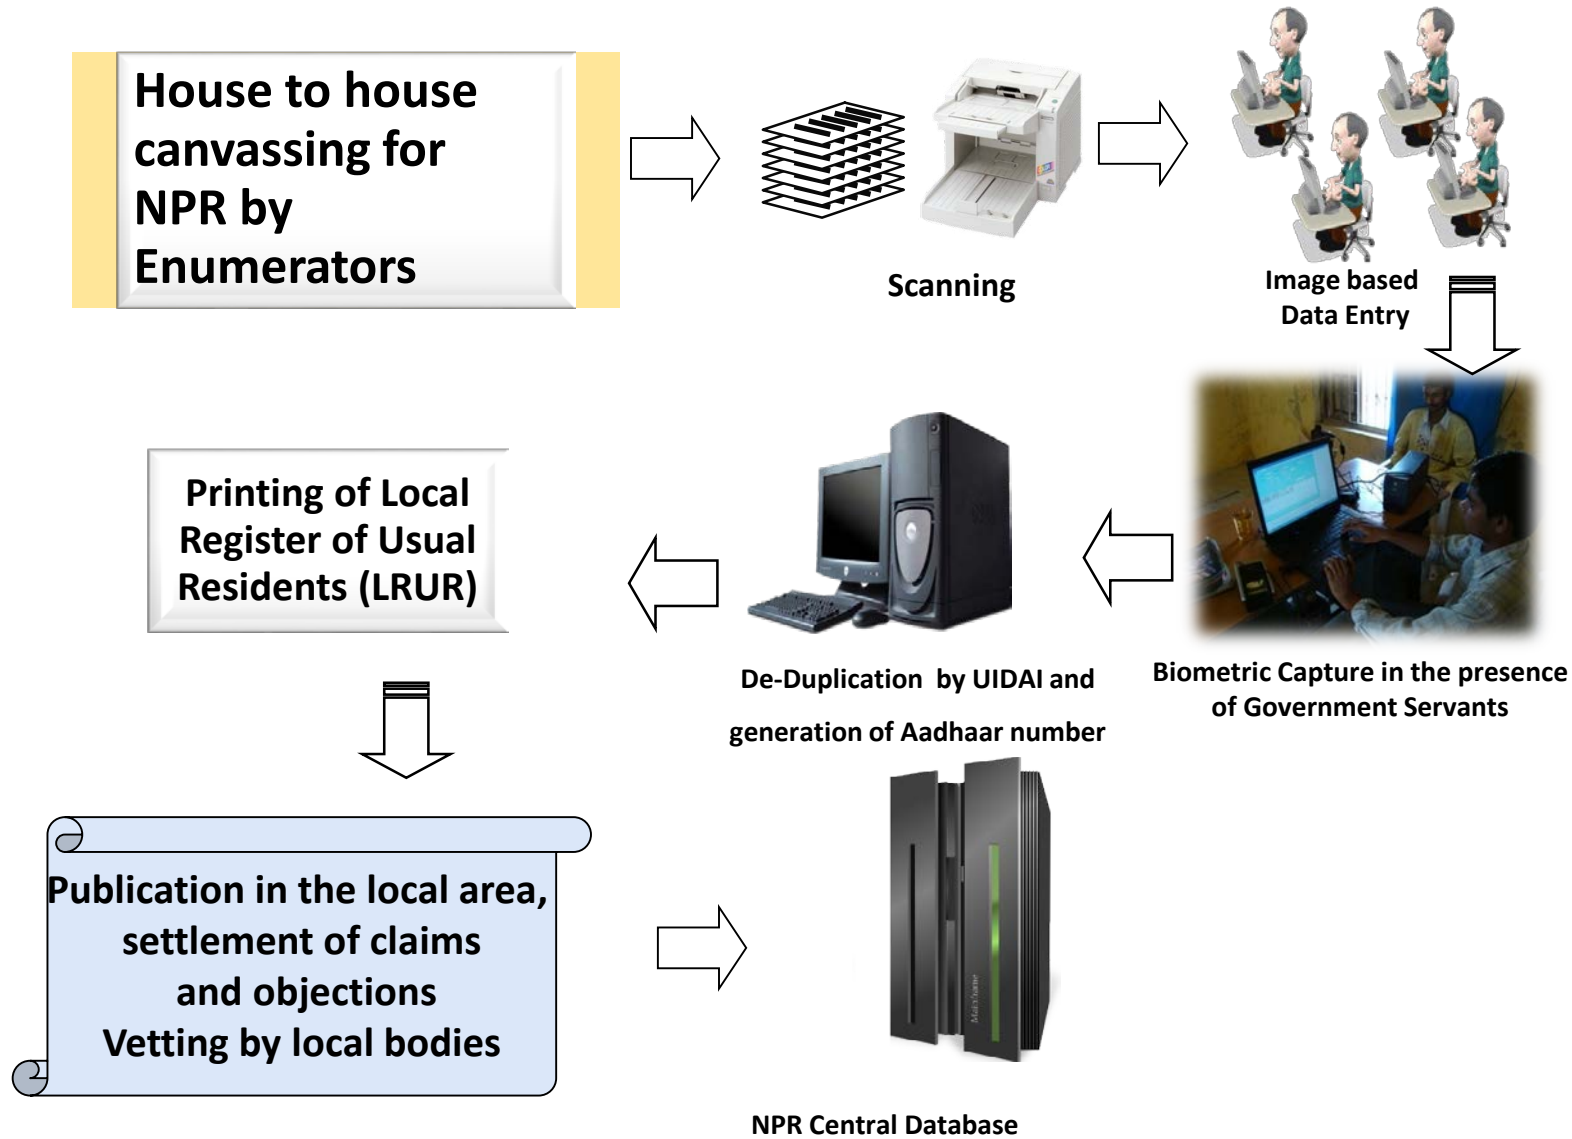 House to house
canvassing for
NPR by
Enumerators
Scanning
Image based
Data Entry
Biometric Capture in the presence
of Government Servants
De-Duplication by UIDAI and
generation of Aadhaar number
Printing of Local
Register of Usual
Residents (LRUR)
Publication in the local area,
settlement of claims
and objections
Vetting by local bodies
Mainframe
NPR Central Database